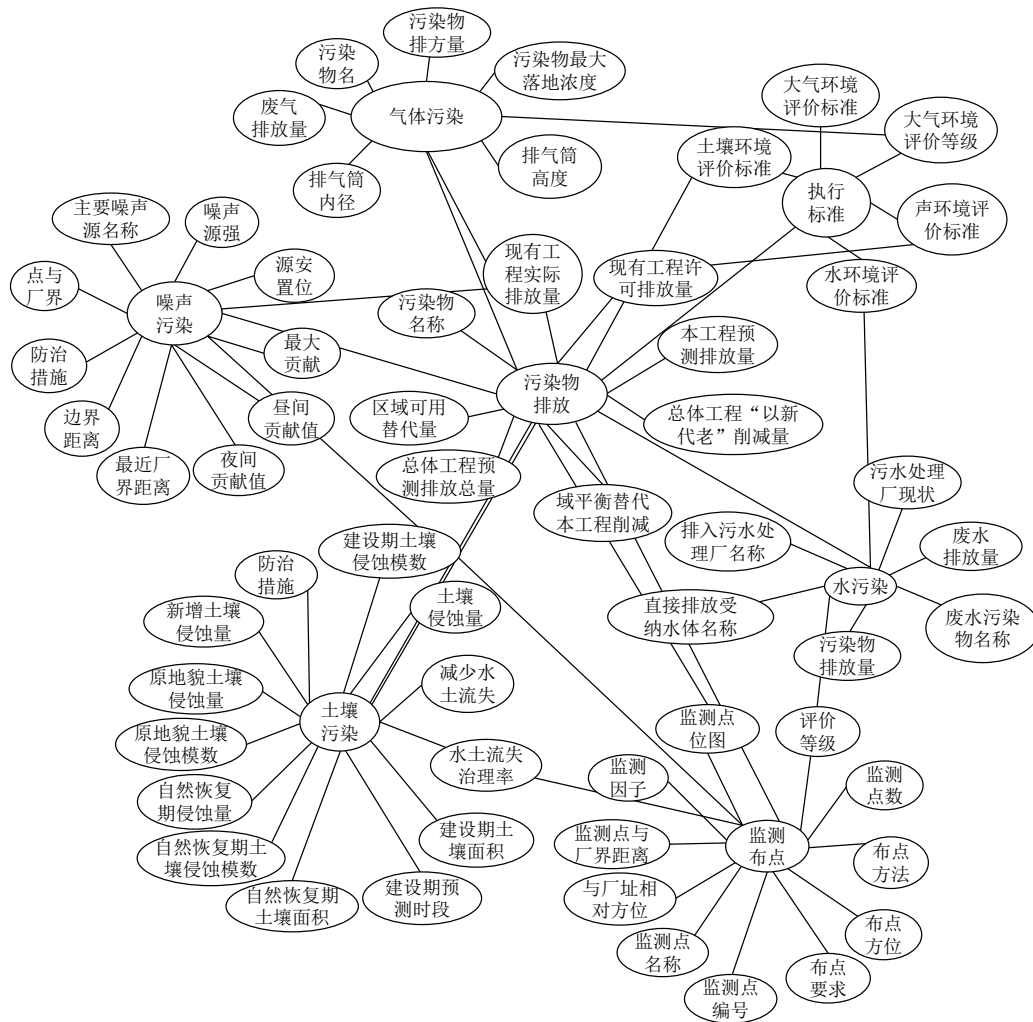 污染物
排方量
污染
物名
污染物最大
落地浓度
废气
排放量
气体污染
排气筒
内径
排气筒
高度
大气环境
评价标准
大气环境
评价等级
土壤环境
评价标准
执行
标准
声环境评
价标准
水环境评
价标准
主要噪声
源名称
噪声
源强
点与
厂界
源安
置位
噪声
污染
防治
措施
最大
贡献
边界
距离
最近厂
界距离
夜间
贡献值
昼间
贡献值
现有工
程实际
排放量
现有工程许
可排放量
污染物
名称
本工程预
测排放量
污染物
排放
区域可用
替代量
总体工程“以新
代老”削减量
总体工程预
测排放总量
域平衡替代
本工程削减
污水处理
厂现状
排入污水处
理厂名称
废水
排放量
水污染
直接排放受
纳水体名称
废水污染
物名称
污染物
排放量
建设期土壤
侵蚀模数
防治
措施
土壤
侵蚀量
新增土壤
侵蚀量
原地貌土壤
侵蚀量
减少水
土流失
土壤
污染
原地貌土壤
侵蚀模数
水土流失
治理率
自然恢复
期侵蚀量
自然恢复期土
壤侵蚀模数
自然恢复期
土壤面积
建设期预
测时段
建设期土
壤面积
监测点
位图
评价
等级
监测
因子
监测
点数
监测点与
厂界距离
监测
布点
布点
方法
与厂址相
对方位
布点
方位
监测点
名称
监测点
编号
布点
要求